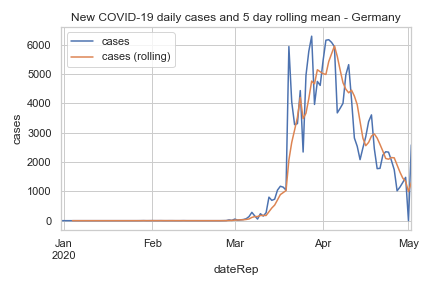 New COVID-19 daily cases and 5 day rolling mean - Germany
cases
cases (rolling)
6000
5000
4000
3000
2000
1000
0
cases
Jan
2020
Feb
Mar
Apr
May
dateRep